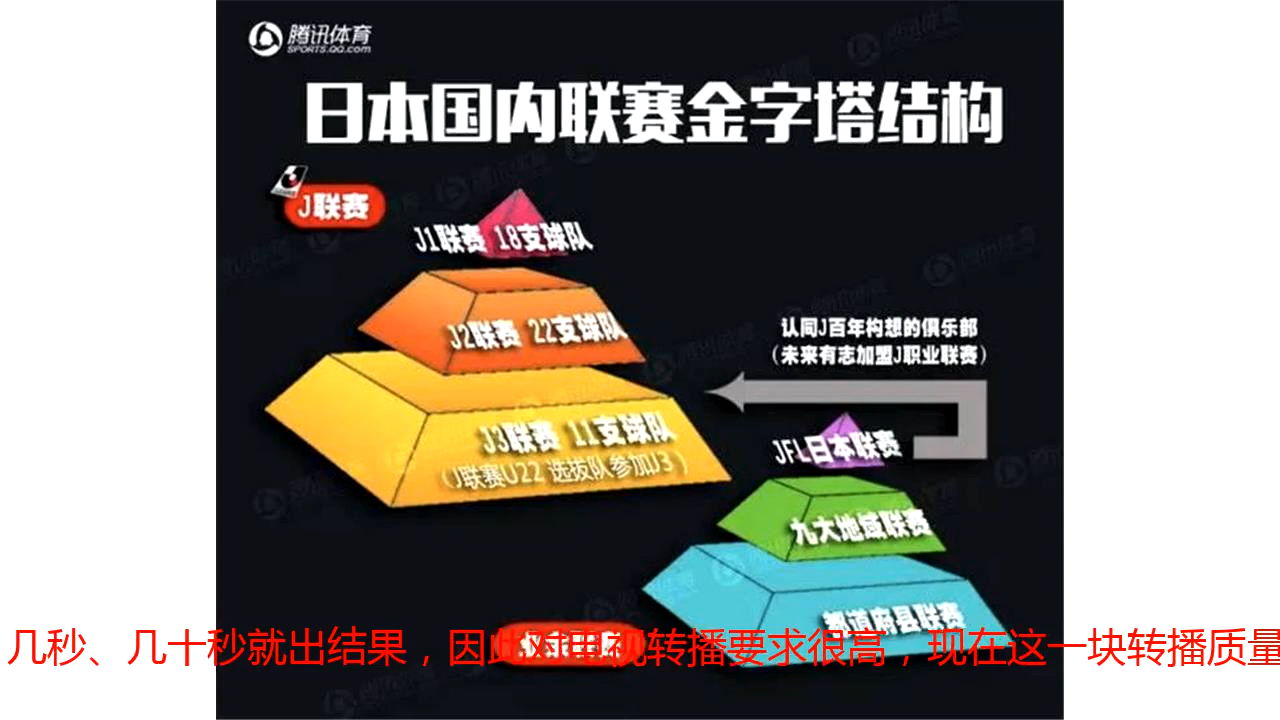 腾讯体育
SPORTS.QQ.com
日本国内联赛金字塔结构
J联赛
J1联赛 18支球队
J2联赛 22支球队
J3联赛 11支球队
（J联赛U22 选拔队参加J3 ）
认同J百年构想的俱乐部
（未来有志加盟J职业联赛）
JFL日本联赛
九大地域联赛
都道府县联赛
几秒、几十秒就出结果，因此对电视转播要求很高，现在这一块转播质量